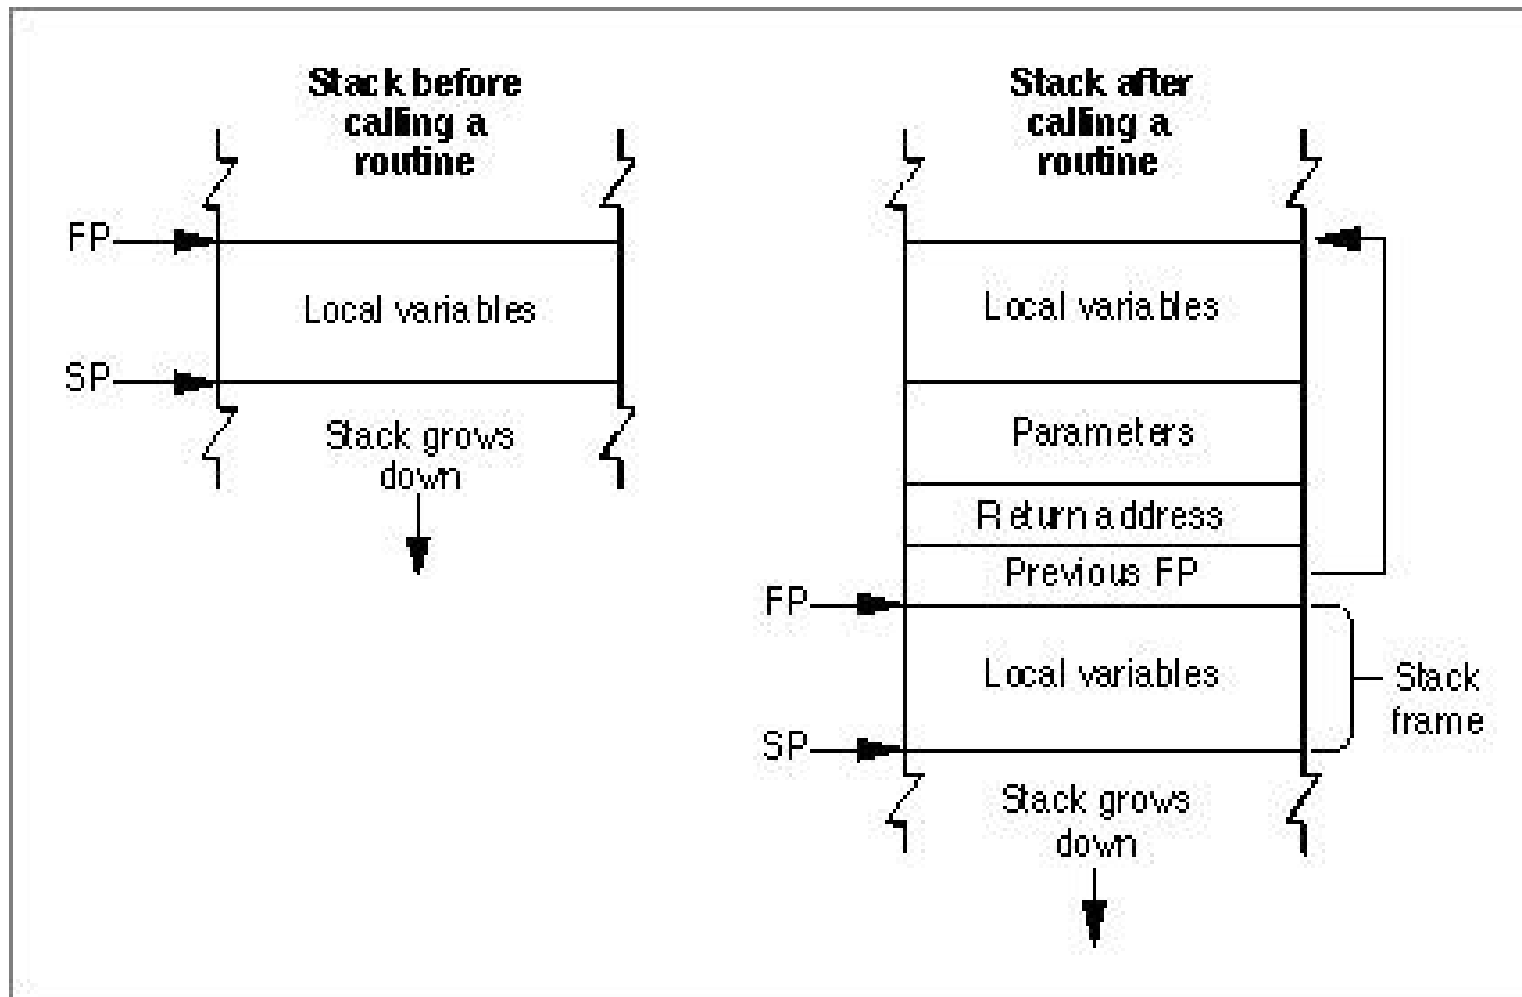 Stack before
calling a
routine
FP
Local variables
SP
Stack grows
down
Stack after
calling a
routine
Local variables
Parameters
Return address
Previous FP
FP
Local variables
Stack
frame
SP
Stack grows
down